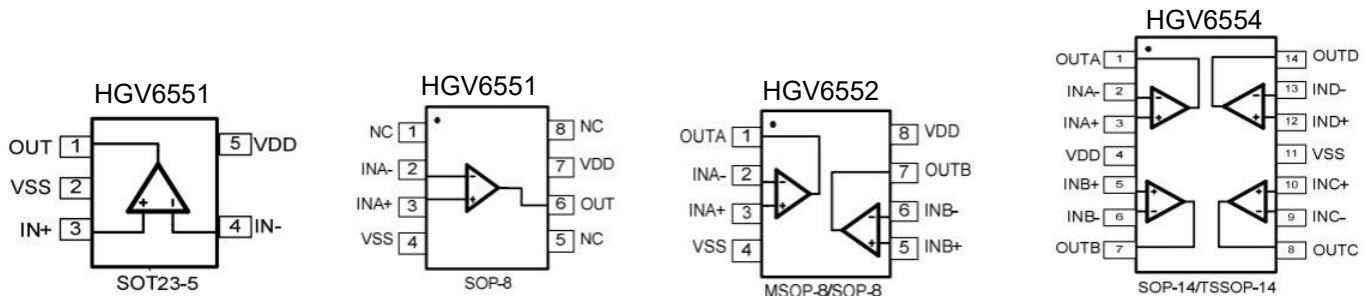 HGV6551
OUT 1
5 VDD
VSS 2
IN+ 3
4 IN-
+ -
SOT23-5
HGV6551
NC 1
8 NC
INA- 2
7 VDD
INA+ 3
6 OUT
VSS 4
5 NC
- +
SOP-8
HGV6552
OUTA 1
8 VDD
INA- 2
7 OUTB
INA+ 3
6 INB-
VSS 4
5 INB+
- +
- +
MSOP-8/SOP-8
HGV6554
OUTA 1
14 OUTD
INA- 2
13 IND-
INA+ 3
12 IND+
VDD 4
11 VSS
INB+ 5
10 INC+
INB- 6
9 INC-
OUTB 7
8 OUTC
- +
- +
+ -
+ -
SOP-14/TSSOP-14